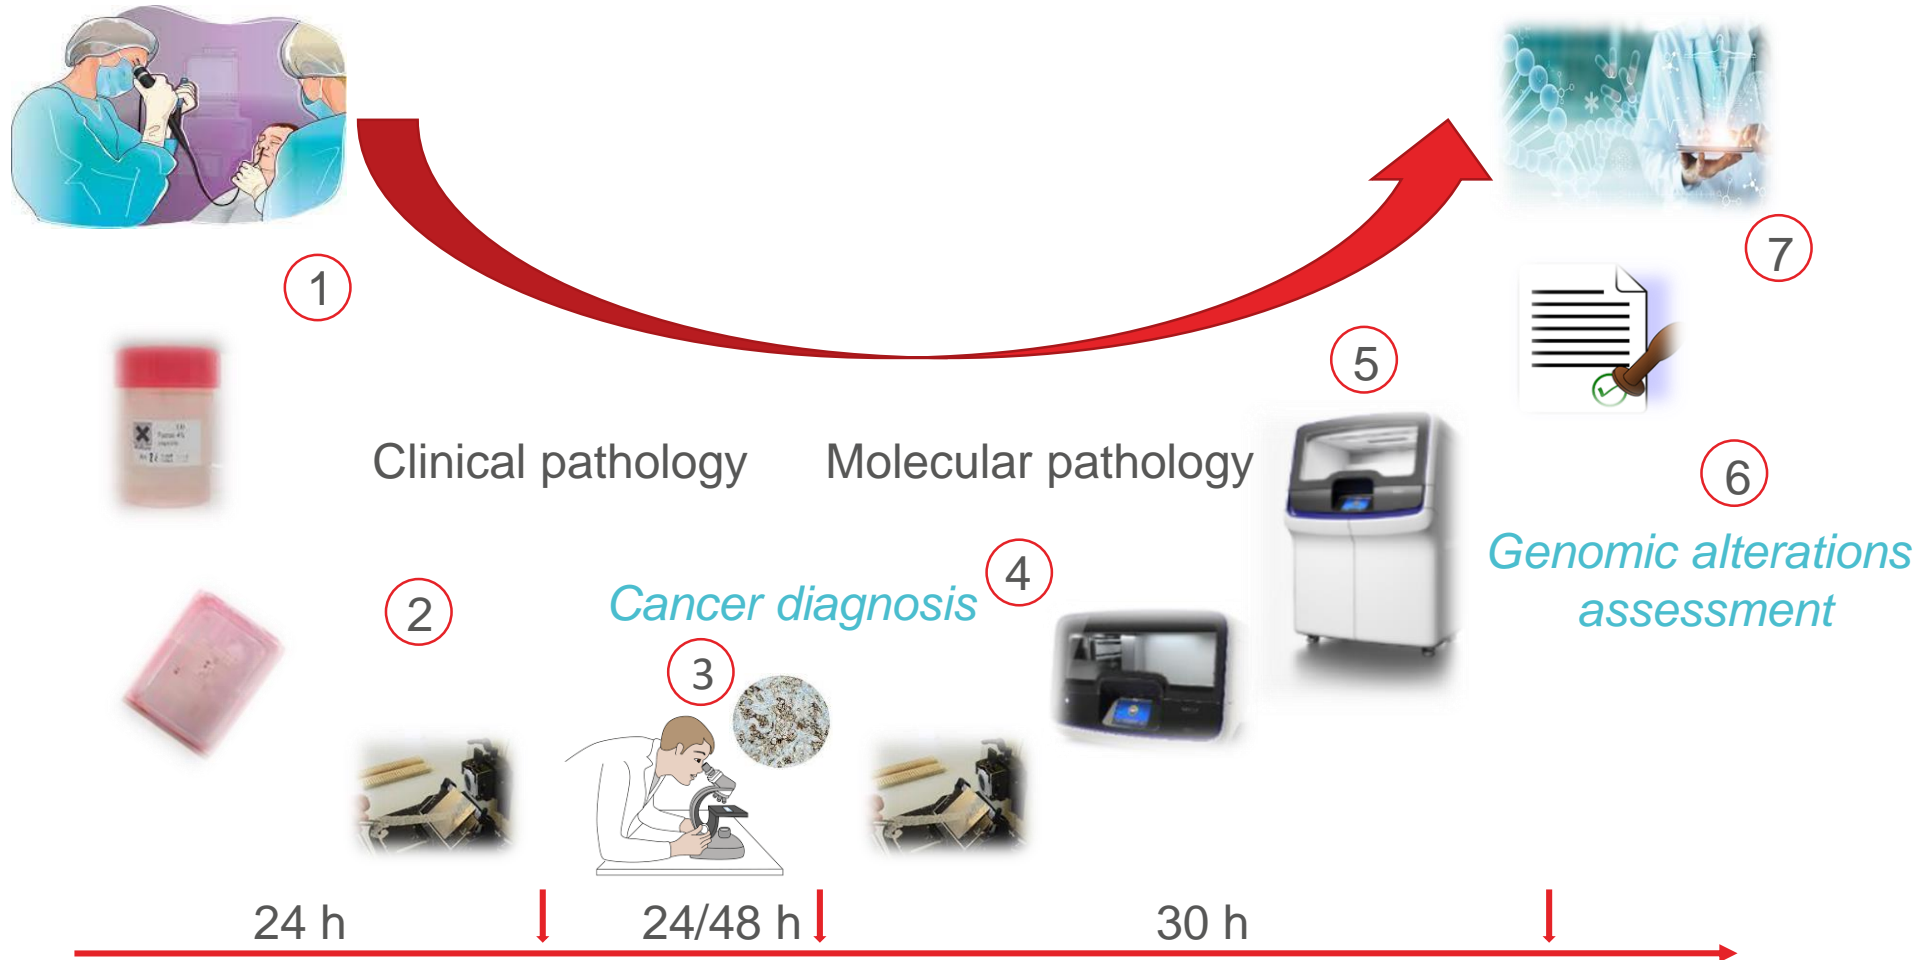 1
7
5
Clinical pathology
Molecular pathology
6
Genomic alterations
assessment
4
2
Cancer diagnosis
3
24 h
24/48 h
30 h